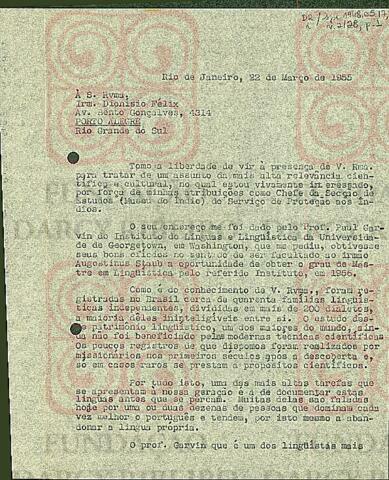 Rio de Janeiro, 22 de Março de 1955
À S. Rvma.
Irm. Dionisio Félix
Av. Bento Gonçalves, 4314
PORTO ALEGRE
Rio Grande do Sul
Tomo a liberdade de vir à presença de V. Rma.
para tratar de um assunto da mais alta relevância cien-
tífica e cultural, no qual estou vivamente interessado,
por força de minhas atribuições como Chefe da Secção de
Estudos (Museu do Índio) do Serviço de Proteção aos Ín-
dios.
O seu endereço me foi dado pelo Prof. Paul Gar-
vin do Instituto de Línguas e Linguística da Universida-
de de Georgetown, em Washington, que me pediu, obtivesse
seus bons ofícios no sentido de ser facultado ao irmão
Augustinus Staub a oportunidade de obter o grau de Mes-
tre em Linguística pelo referido Instituto, em 1956.
Como é do conhecimento de V. Rvma., foram re-
gistradas no Brasil cerca de quarenta famílias linguís-
ticas independentes, divididas em mais de 200 dialetos,
a maioria deles ininteligíveis entre si. O estudo des-
se patrimônio linguístico, um dos maiores do mundo, ain-
da não foi beneficiado pelas modernas técnicas científicas
Os poucos registros de que dispomos foram realizados por
missionários nos primeiros séculos após a descoberta e,
só em casos raros se prestam a propósitos científicos.
Por tudo isto, uma das mais altas tarefas que
se apresentam à nossa geração é a de documentar estas
línguas antes que se percam. Muitas delas são faladas
hoje por uma ou duas dezenas de pessoas que dominam cada
vez melhor o português e tendem, por isto mesmo a aban-
donar a língua própria.
O prof. Garvin que é um dos linguistas mais